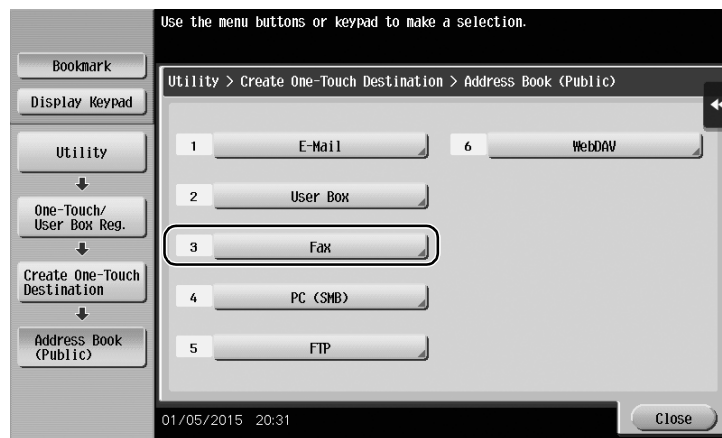 Use the menu buttons or keypad to make a selection.
Bookmark
Display Keypad
Utility
One-Touch/
User Box Reg.
Create One-Touch
Destination
Address Book
(Public)
Utility > Create One-Touch Destination > Address Book (Public)
1 E-Mail
2 User Box
3 Fax
4 PC (SMB)
5 FTP
6 WebDAV
01/05/2015 20:31
Close